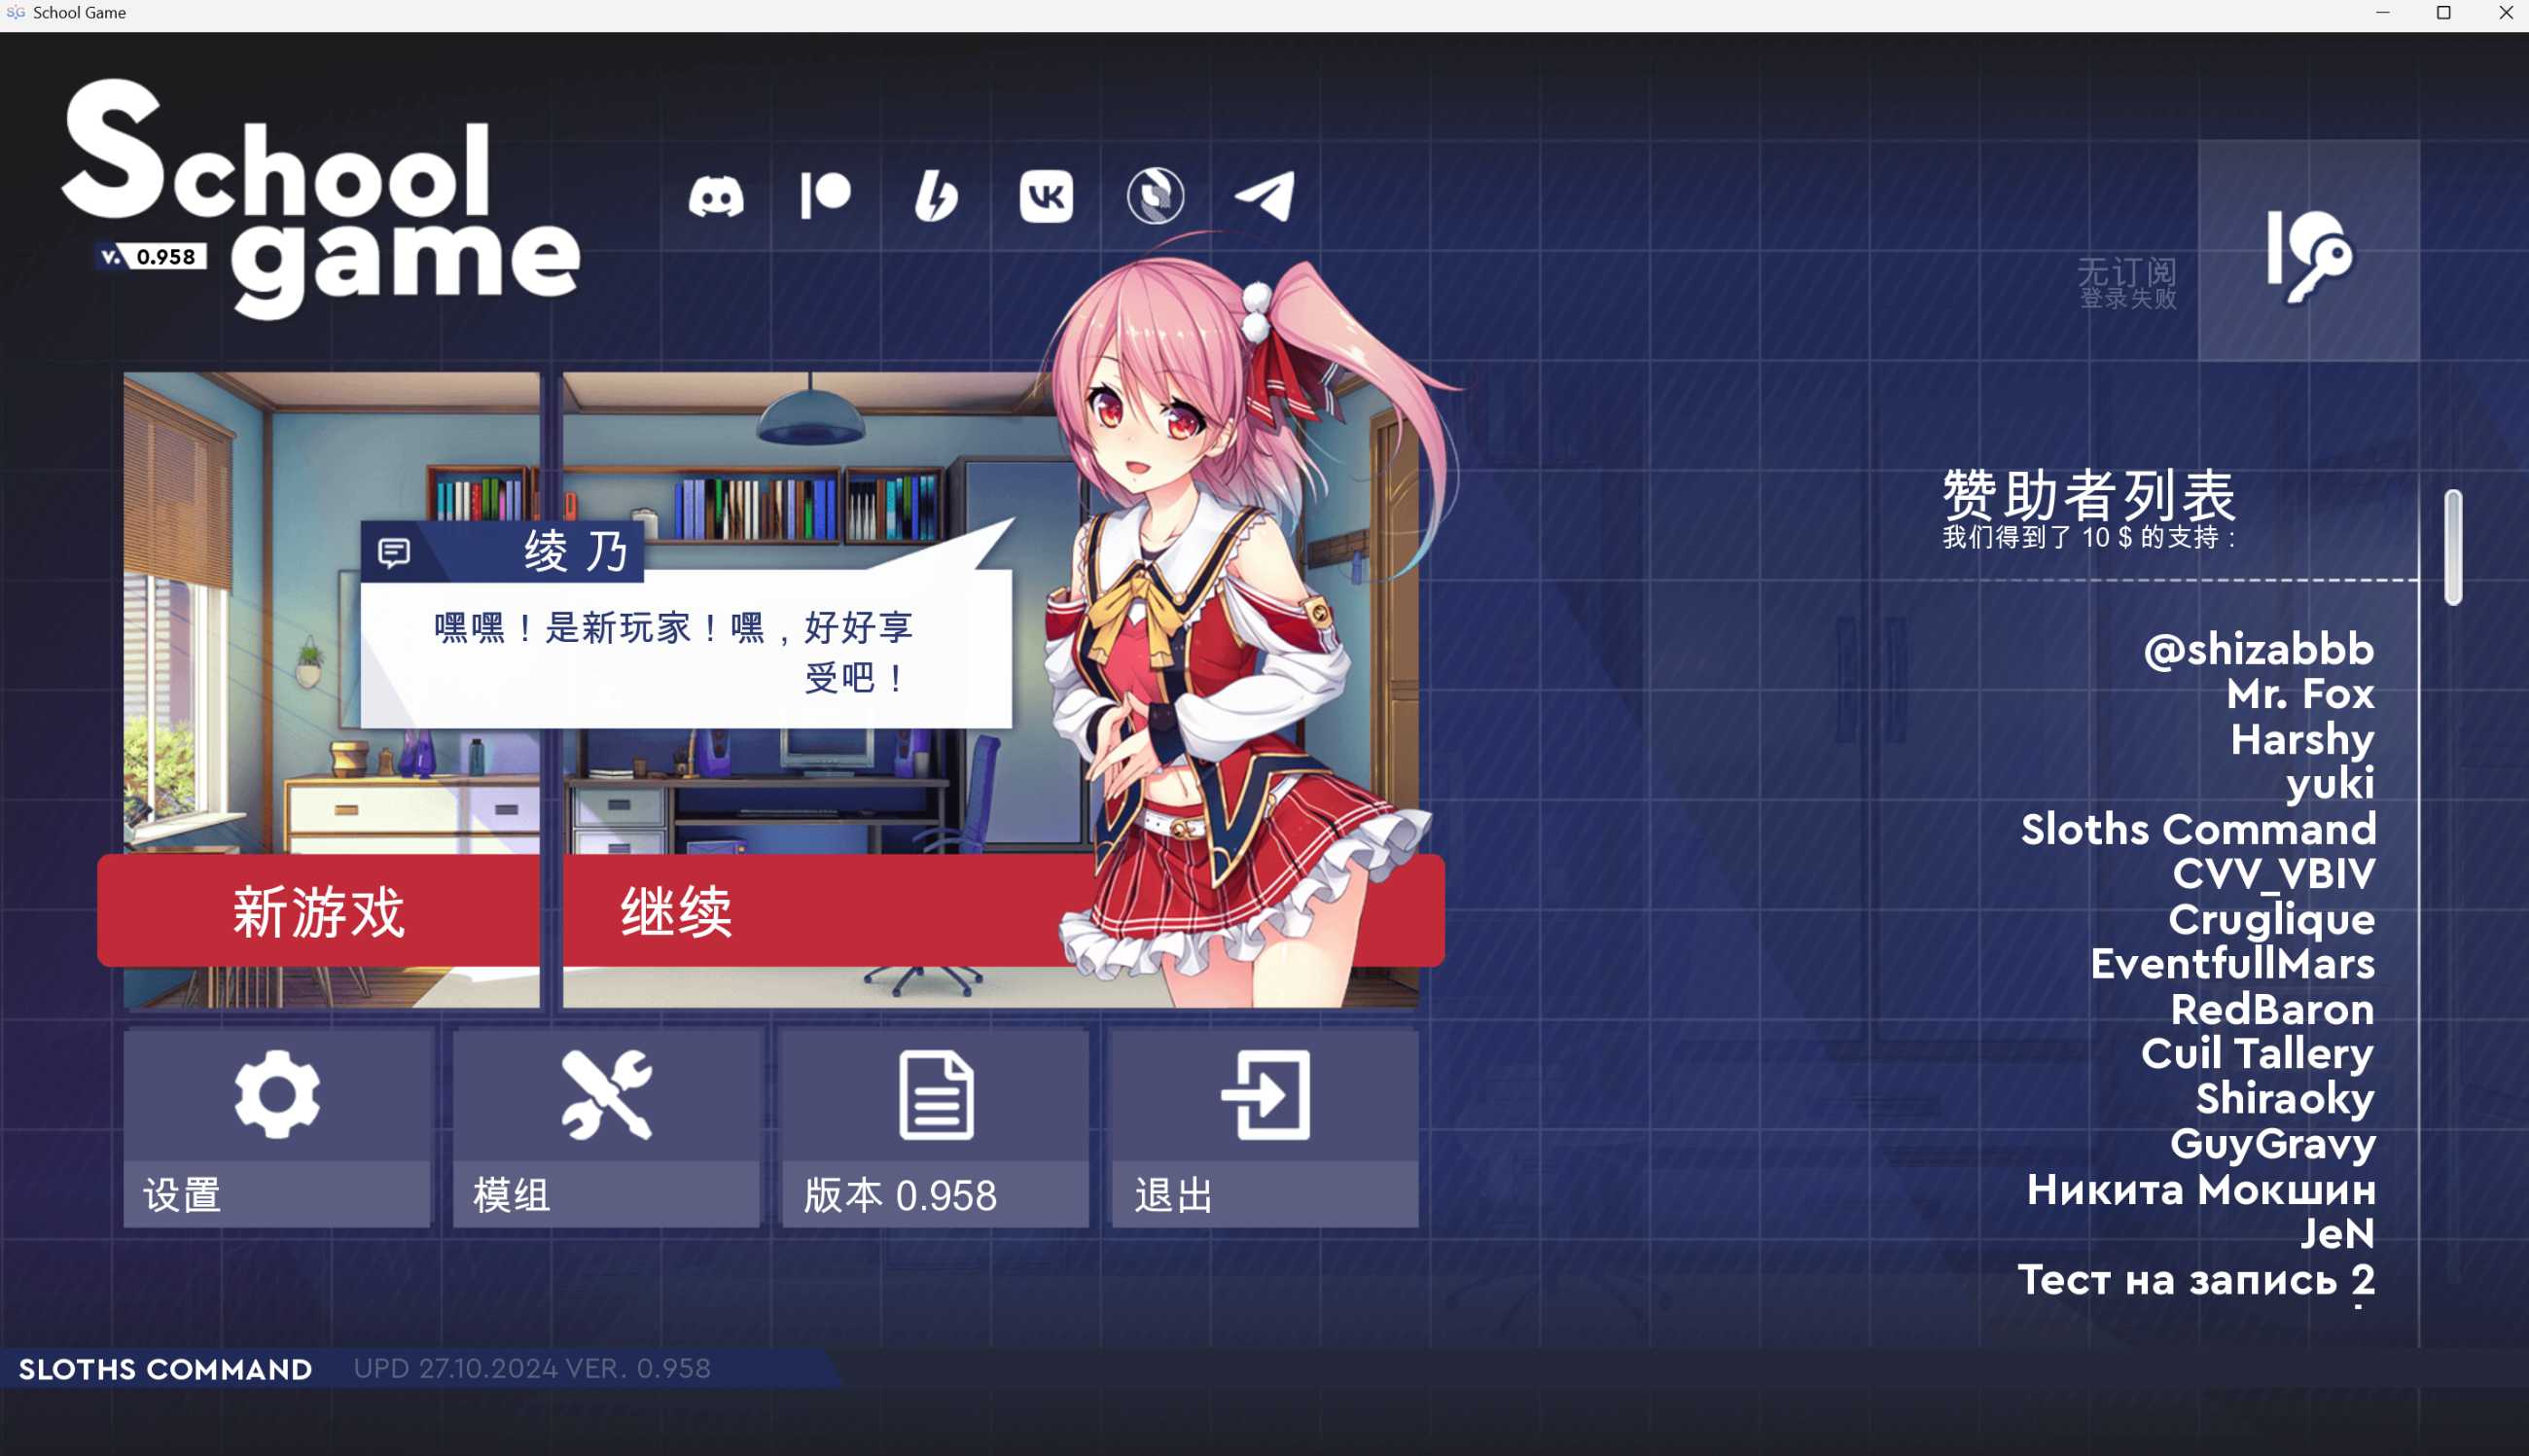 School Game
School
game
v. 0.958
无订阅
登录失败
绫乃
嘿嘿！是新玩家！嘿，好好享
受吧！
新游戏
继续
设置
模组
版本 0.958
退出
赞助者列表
我们得到了 10 $ 的支持：
@shizabbb
Mr. Fox
Harshy
yuki
Sloths Command
CVV_VBIV
Cruglique
EventfullMars
RedBaron
Cuil Tallery
Shiraoky
GuyGravy
Никита Мокшин
JeN
Тест на запись 2
SLOTHS COMMAND
UPD 27.10.2024 VER. 0.958